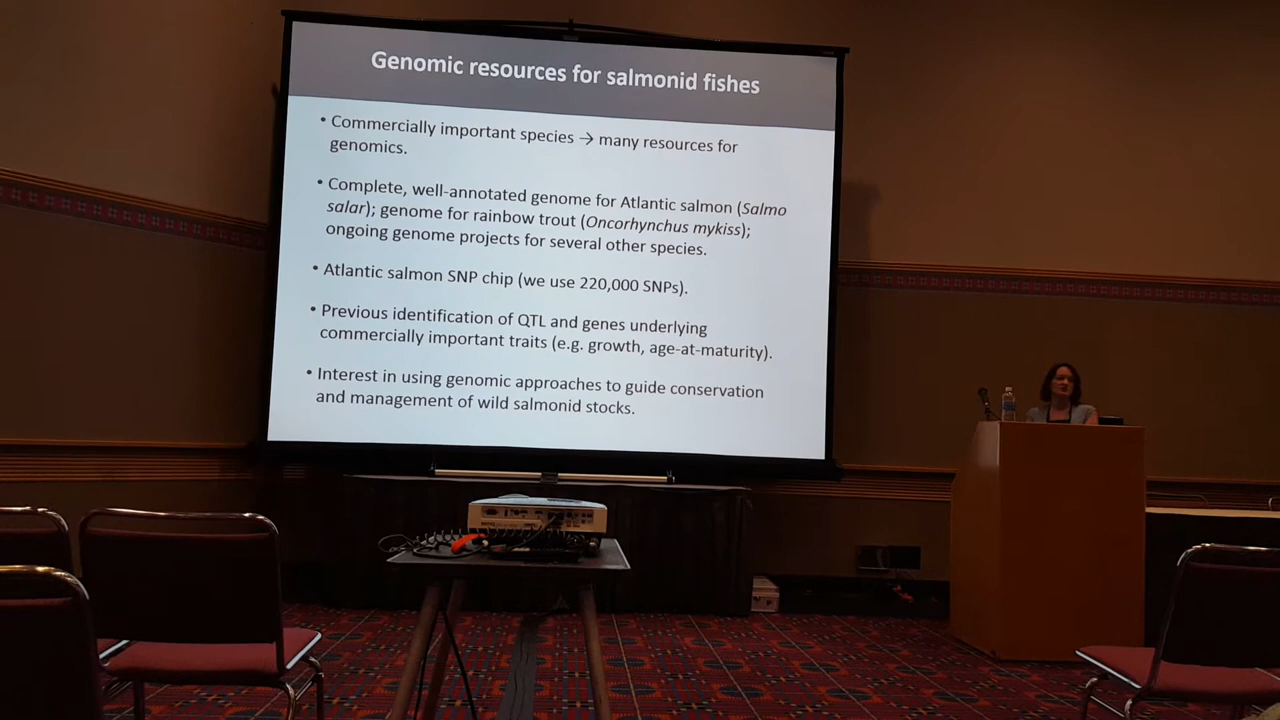 Genomic resources for salmonid fishes
• Commercially important species → many resources for
genomics.
• Complete, well-annotated genome for Atlantic salmon (Salmo
salar); genome for rainbow trout (Oncorhynchus mykiss);
ongoing genome projects for several other species.
• Atlantic salmon SNP chip (we use 220,000 SNPs).
• Previous identification of QTL and genes underlying
commercially important traits (e.g. growth, age-at-maturity).
• Interest in using genomic approaches to guide conservation
and management of wild salmonid stocks.